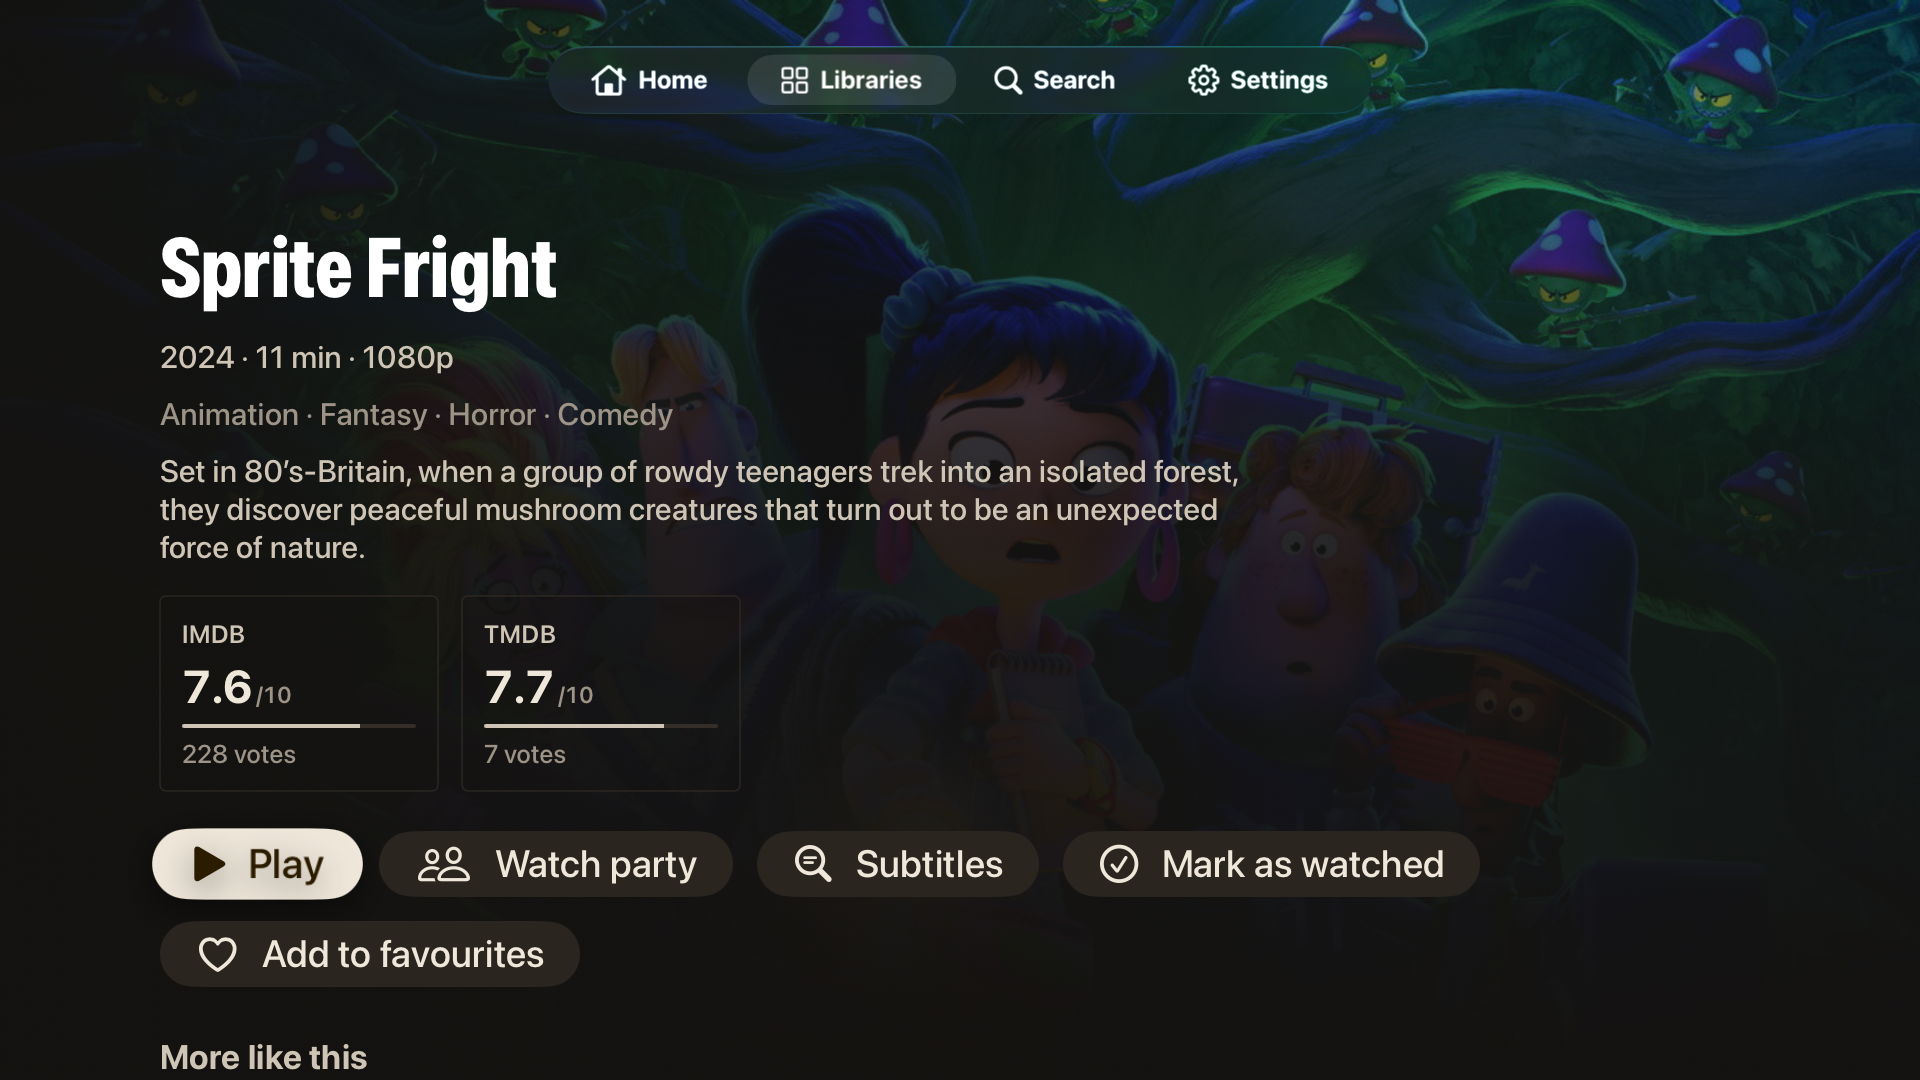 Home
Libraries
Search
Settings
Sprite Fright
2024 · 11 min · 1080p
Animation · Fantasy · Horror · Comedy
Set in 80’s-Britain, when a group of rowdy teenagers trek into an isolated forest,
they discover peaceful mushroom creatures that turn out to be an unexpected
force of nature.
IMDB
7.6/10
228 votes
TMDB
7.7/10
7 votes
Play
Watch party
Subtitles
Mark as watched
Add to favourites
More like this